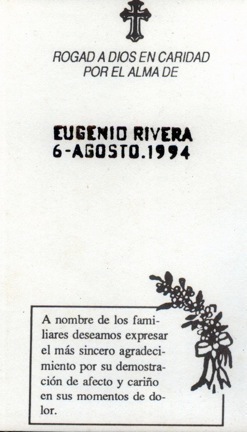 ROGAD A DIOS EN CARIDAD
POR EL ALMA DE
EUGENIO RIVERA
6-AGOSTO.1994
A nombre de los fami-
liares deseamos expresar
el más sincero agradeci-
miento por su demostra-
ción de afecto y cariño
en sus momentos de do-
lor.